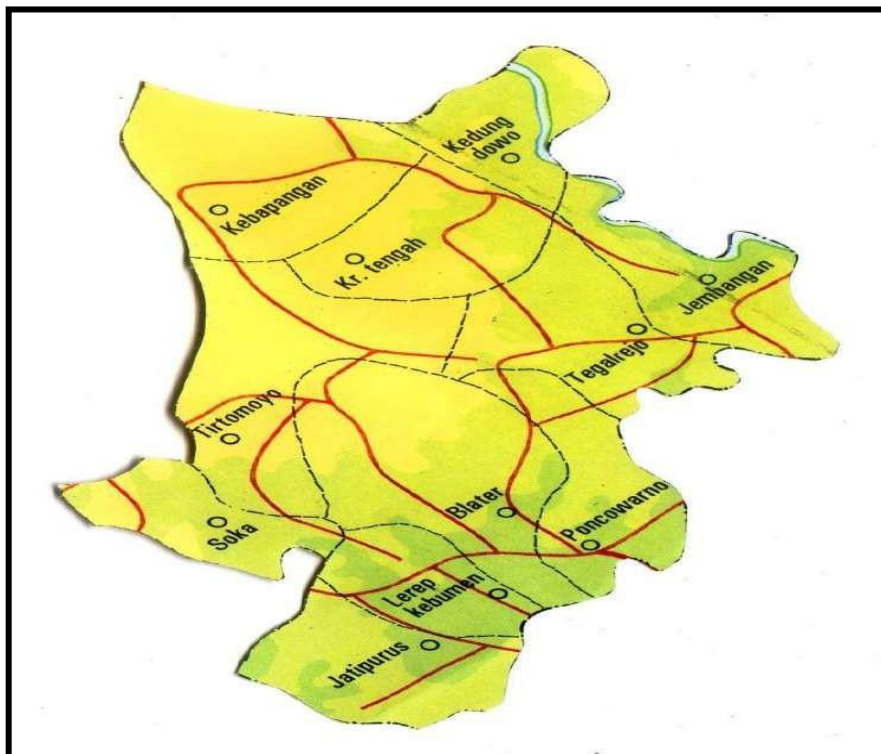 Kedung
dowo
Kebapangan
Kr. tengah
Jembangan
Tegalrejo
Tirtomoyo
Blater
Poncowarno
Soka
Lerep
kebumen
Jatipurus